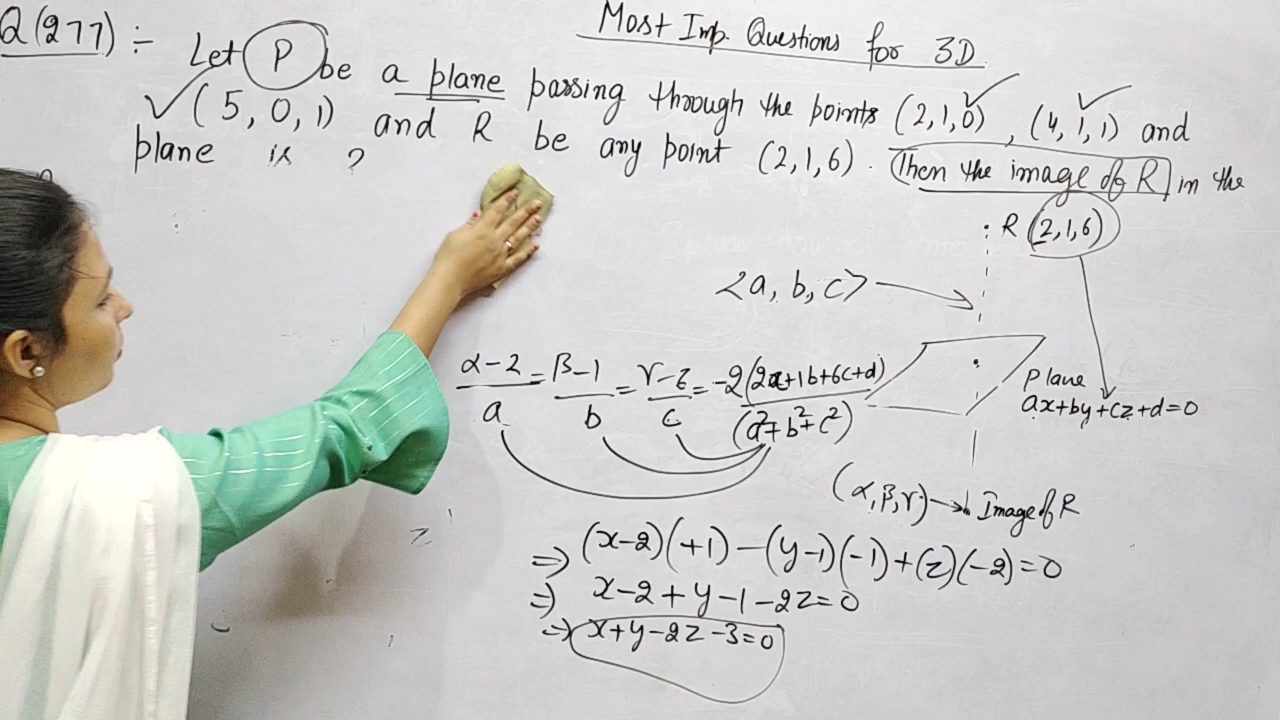 Most Imp. Questions for 3D
Q(277) :- Let P be a plane passing through the points (2,1,0), (4,1,1) and
(5,0,1) and R be any point (2,1,6). Then the image of R in the
plane is ?
R (2,1,6)
<a, b, c>
α-2/a = β-1/b = γ-6/c = -2(2a+1b+6c+d)/(a²+b²+c²)
Plane
ax+by+cz+d=0
(α,β,γ)→ Image of R
⇒ (x-2)(+1) - (y-1)(-1) + (z)(-2) = 0
⇒ x-2+y-1-2z=0
⇒ x+y-2z-3=0